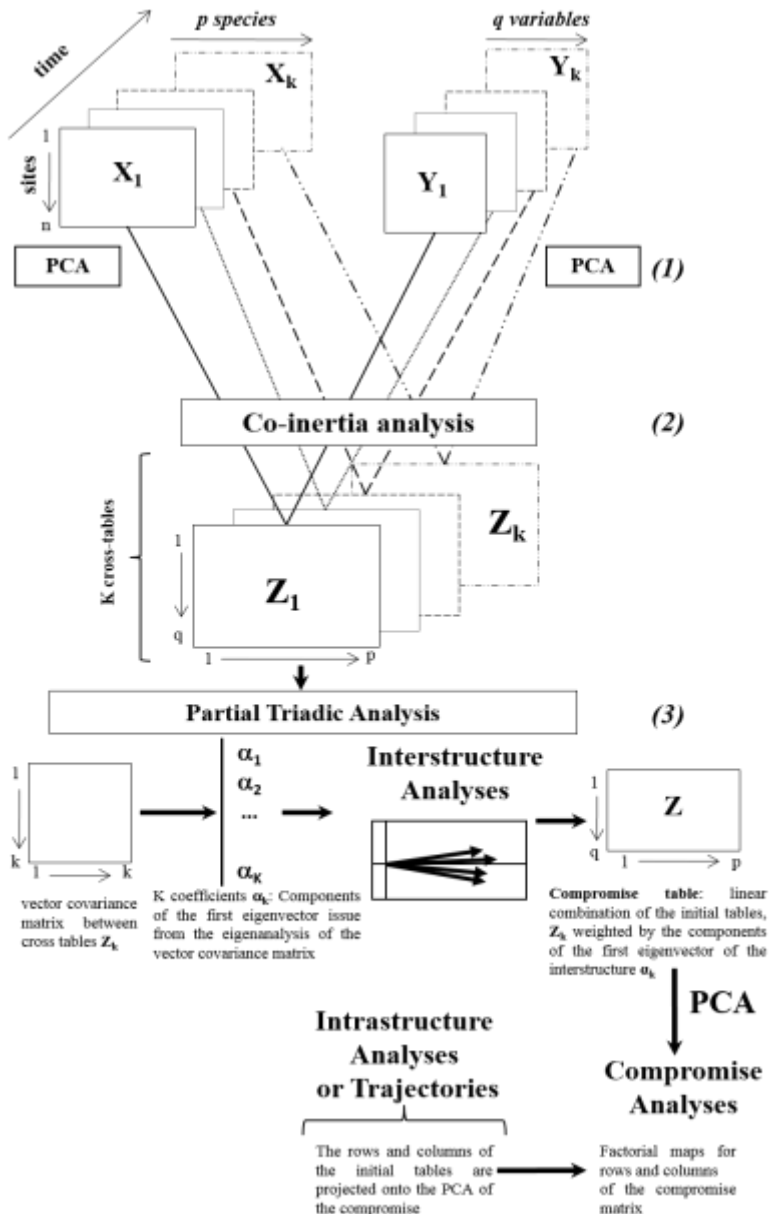 p species
q variables
time
X_k
Y_k
1
sites
n
X_1
Y_1
PCA
PCA
(1)
Co-inertia analysis
(2)
K cross-tables
Z_k
1
Z_1
q
1
p
Partial Triadic Analysis
(3)
1
k
1
k
α_1
α_2
...
α_K
Interstructure
Analyses
1
Z
q
1
p
vector covariance
matrix between
cross tables Z_k
K coefficients α_k: Components
of the first eigenvector issue
from the eigenanalysis of the
vector covariance matrix
Compromise table: linear
combination of the initial tables,
Z_k weighted by the components
of the first eigenvector of the
interstructure α_k
PCA
Intrastructure
Analyses
or Trajectories
Compromise
Analyses
The rows and columns of
the initial tables are
projected onto the PCA of
the compromise
Factorial maps for
rows and columns
of the compromise
matrix